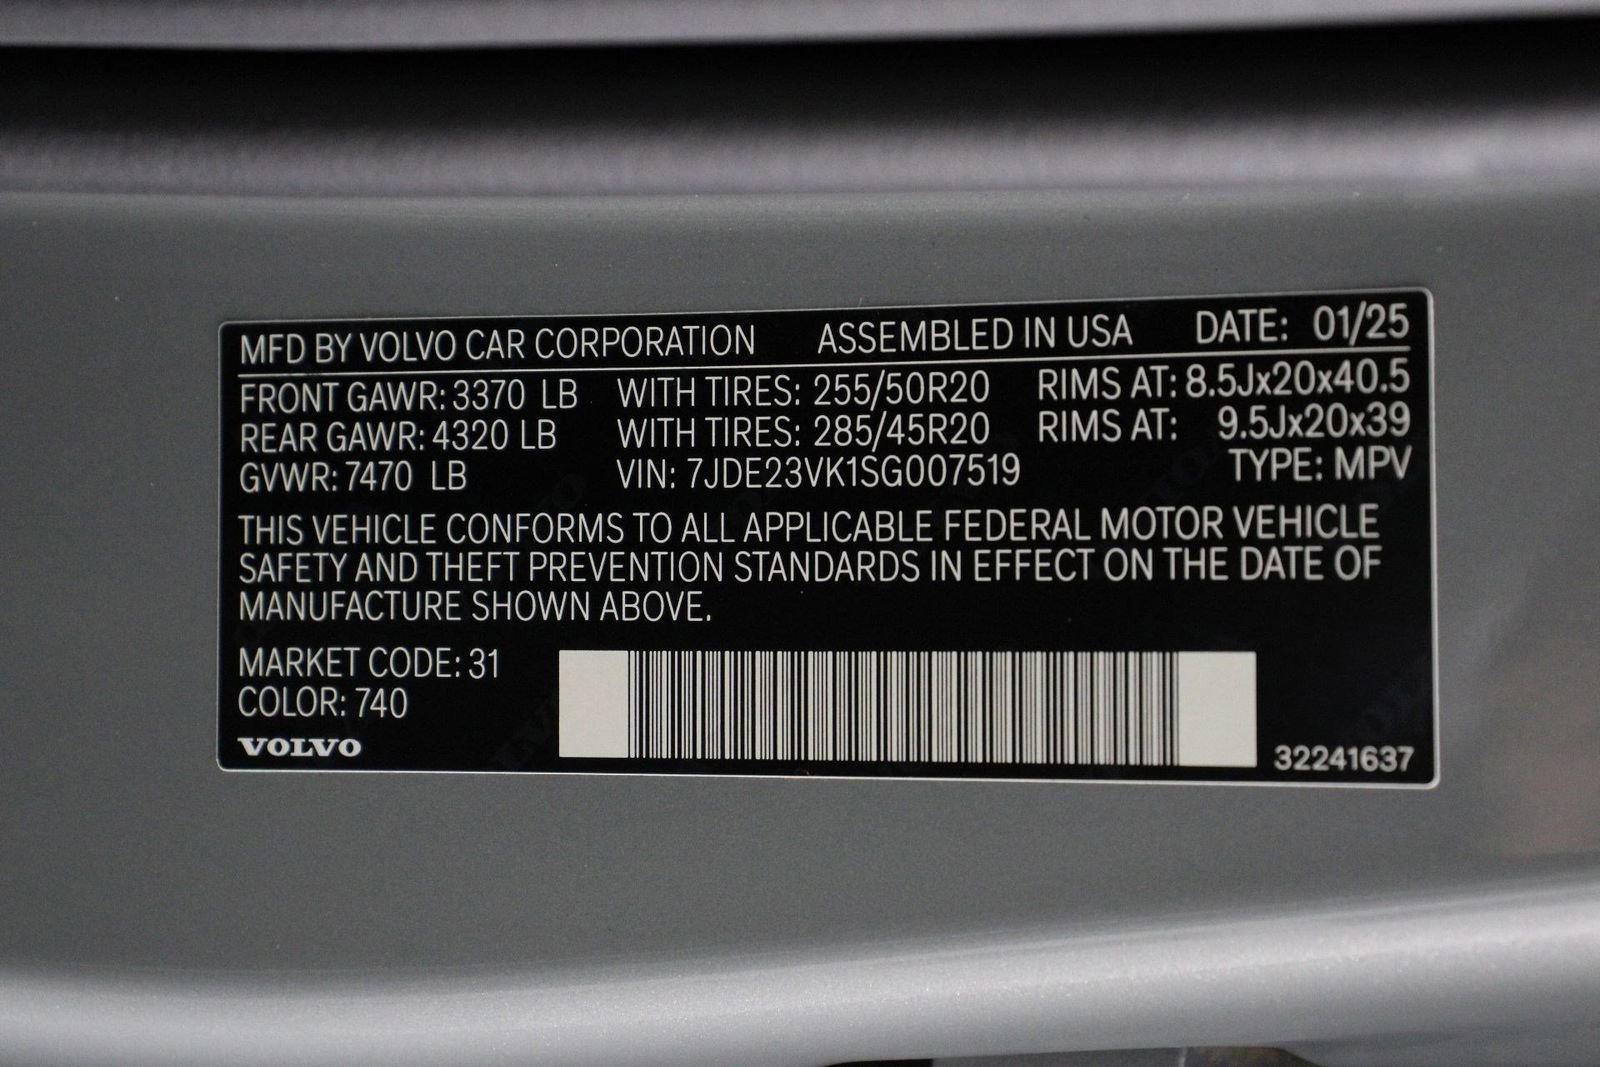 MFD BY VOLVO CAR CORPORATION ASSEMBLED IN USA DATE: 01/25
FRONT GAWR: 3370 LB WITH TIRES: 255/50R20 RIMS AT: 8.5Jx20x40.5
REAR GAWR: 4320 LB WITH TIRES: 285/45R20 RIMS AT: 9.5Jx20x39
GVWR: 7470 LB VIN: 7JDE23VK1SG007519 TYPE: MPV
THIS VEHICLE CONFORMS TO ALL APPLICABLE FEDERAL MOTOR VEHICLE
SAFETY AND THEFT PREVENTION STANDARDS IN EFFECT ON THE DATE OF
MANUFACTURE SHOWN ABOVE.
MARKET CODE: 31
COLOR: 740
VOLVO
32241637